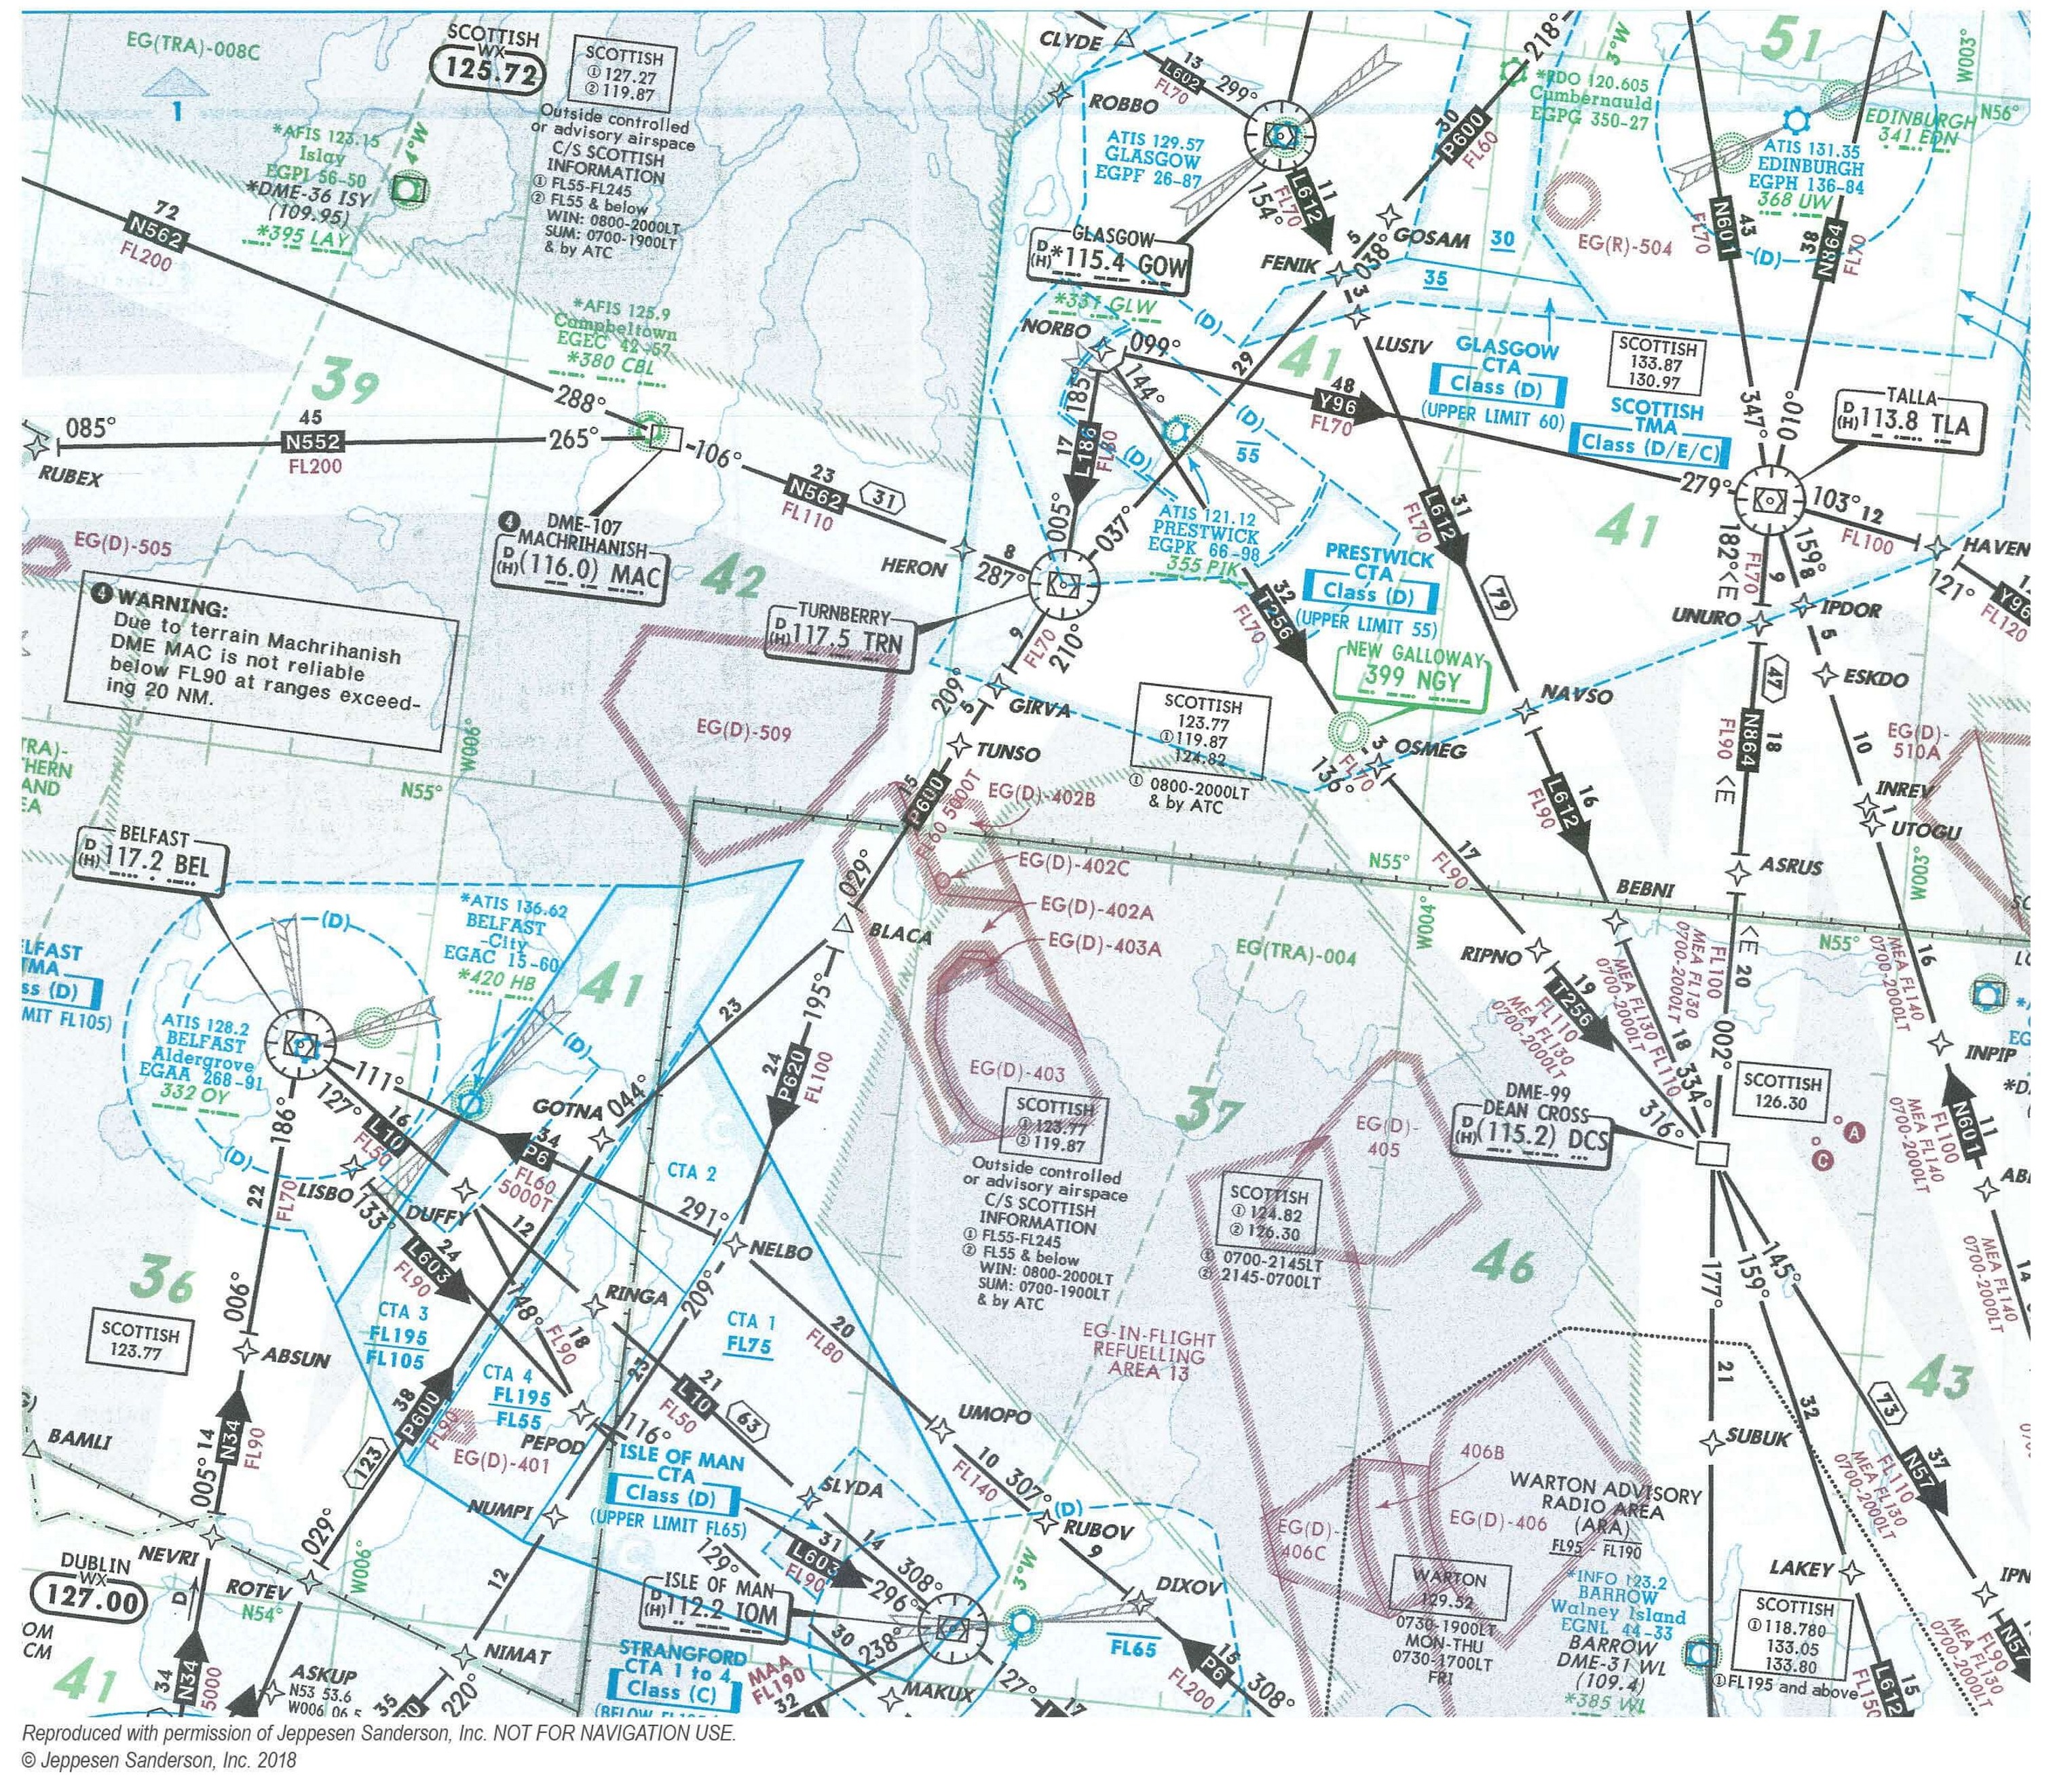 EG(TRA)-008C
1
SCOTTISH
WX
125.72
SCOTTISH
① 127.27
② 119.87
Outside controlled
or advisory airspace
C/S SCOTTISH
INFORMATION
① FL55-FL245
② FL55 & below
WIN: 0800-2000LT
SUM: 0700-1900LT
& by ATC
*AFIS 123.15
Islay
EGPI 56-50
*DME-36 ISY
(109.95)
*395 LAY
4°W
72
N562
FL200
CLYDE
13
L602
FL70
299°
ROBBO
ATIS 129.57
GLASGOW
EGPF 26-87
11
L612
FL70
154°
GLASGOW
D
(H)
*115.4 GOW
*331 GLW
218°
30
P600
FL60
3°W
*RDO 120.605
Cumbernauld
EGPG 350-27
51
W003°
N56°
EDINBURGH
341 EDN
ATIS 131.35
EDINBURGH
EGPH 136-84
368 UW
EG(R)-504
FL70
N601
43
(D)
38
N864
FL70
GOSAM
5
038°
FENIK
13
30
35
(D)
LUSIV
41
29
NORBO
099°
144°
185°
17
L186
FL80
48
Y96
FL70
GLASGOW
CTA
Class (D)
(UPPER LIMIT 60)
SCOTTISH
133.87
130.97
SCOTTISH
TMA
Class (D/E/C)
TALLA
D
(H)
113.8 TLA
347°
010°
279°
103°
12
FL100
HAVEN
121°
Y96
FL120
182°
159°
39
*AFIS 125.9
Campbeltown
EGEC 42-57
*380 CBL
288°
085°
45
N552
FL200
265°
RUBEX
106°
23
N562
FL110
31
HERON
8
287°
EG(D)-505
4 DME-107
MACHRIHANISH
D
(H)
(116.0) MAC
42
4 WARNING:
Due to terrain Machrihanish
DME MAC is not reliable
below FL90 at ranges exceed-
ing 20 NM.
TURNBERRY
D
(H)
117.5 TRN
005°
037°
(D)
(D)
55
ATIS 121.12
PRESTWICK
EGPK 66-98
355 PIK
PRESTWICK
CTA
Class (D)
(UPPER LIMIT 55)
31
L612
FL70
79
41
32
T256
FL70
NEW GALLOWAY
399 NGY
9
FL70
210°
209°
5
GIRVA
TUNSO
EG(D)-509
SCOTTISH
123.77
①119.87
124.82
① 0800-2000LT
& by ATC
3
OSMEG
FL70
136°
NAVSO
FL70
9
8
UNURO
IPDOR
5
ESKDO
47
N864
18
FL90
<E
10
INREV
1
UTOGU
EG(D)-
510A
W006°
N55°
15
P600
FL60 5000T
EG(D)-402B
EG(D)-402C
EG(D)-402A
EG(D)-403A
EG(D)-403
029°
BLACA
16
L612
FL90
BEBNI
17
FL90
N55°
W004°
W003°
ASRUS
N55°
<E
20
FL100
MEA FL130
0700-2000LT
MEA FL130
0700-2000LT
18
FL110
334°
002°
RIPNO
19
T256
FL110
MEA FL130
0700-2000LT
316°
16
MEA FL140
0700-2000LT
INPIP
11
N601
FL100
MEA FL140
0700-2000LT
MEA FL140
0700-2000LT
14
BELFAST
D
(H)
117.2 BEL
*ATIS 136.62
BELFAST
-City
EGAC 15-60
*420 HB
41
LFAST
TMA
ss (D)
MIT FL105)
ATIS 128.2
BELFAST
Aldergrove
EGAA 268-91
332 OY
(D)
(D)
(D)
111°
127°
16
L10
FL50
186°
22
FL70
LISBO
133°
DUFFY
24
L603
FL90
12
148°
FL90
18
GOTNA
044°
23
34
P6
FL60
5000T
291°
195°
24
P620
FL100
CTA 2
NELBO
209°
RINGA
CTA 1
FL75
20
FL80
EG(TRA)-004
37
SCOTTISH
① 123.77
② 119.87
Outside controlled
or advisory airspace
C/S SCOTTISH
INFORMATION
① FL55-FL245
② FL55 & below
WIN: 0800-2000LT
SUM: 0700-1900LT
& by ATC
EG(D)-
405
SCOTTISH
① 124.82
② 126.30
① 0700-2145LT
② 2145-0700LT
46
DME-99
DEAN CROSS
D
(H)
(115.2) DCS
SCOTTISH
126.30
A
C
177°
159°
145°
36
SCOTTISH
123.77
006°
ABSUN
CTA 3
FL195
FL105
CTA 4
FL195
FL55
38
P600
FL90
123
EG(D)-401
PEPOD
116°
23
21
L10
FL50
63
EG-IN-FLIGHT
REFUELLING
AREA 13
21
SUBUK
32
73
37
N57
FL110
MEA FL130
0700-2000LT
43
BAMLI
005°
14
N34
FL90
NEVRI
029°
ROTEV
W006°
N54°
DUBLIN
WX
127.00
34
N34
5000
D
41
ASKUP
N53 53.6
W006 06.5
35
220°
NIMAT
12
NUMPI
ISLE OF MAN
CTA
Class (D)
(UPPER LIMIT FL65)
SLYDA
UMOPO
10
FL140
307°
(D)
RUBOV
9
DIXOV
14
308°
31
L603
FL90
296°
129°
ISLE OF MAN
D
(H)
112.2 IOM
30
238°
32
MAA
FL190
MAKUX
127°
17
3°W
FL65
15
P6
FL200
308°
STRANGFORD
CTA 1 to 4
Class (C)
406B
EG(D)-406
EG(D)-
406C
WARTON ADVISORY
RADIO AREA
(ARA)
FL95 - FL190
WARTON
129.52
0730-1900LT
MON-THU
0730-1700LT
FRI
*INFO 123.2
BARROW
Walney Island
EGNL 44-33
BARROW
DME-31 WL
(109.4)
*385 WL
LAKEY
SCOTTISH
①118.780
133.05
133.80
①FL195 and above
15
L612
FL150
N57
FL90
MEA FL130
0700-2000LT
Reproduced with permission of Jeppesen Sanderson, Inc. NOT FOR NAVIGATION USE.
© Jeppesen Sanderson, Inc. 2018